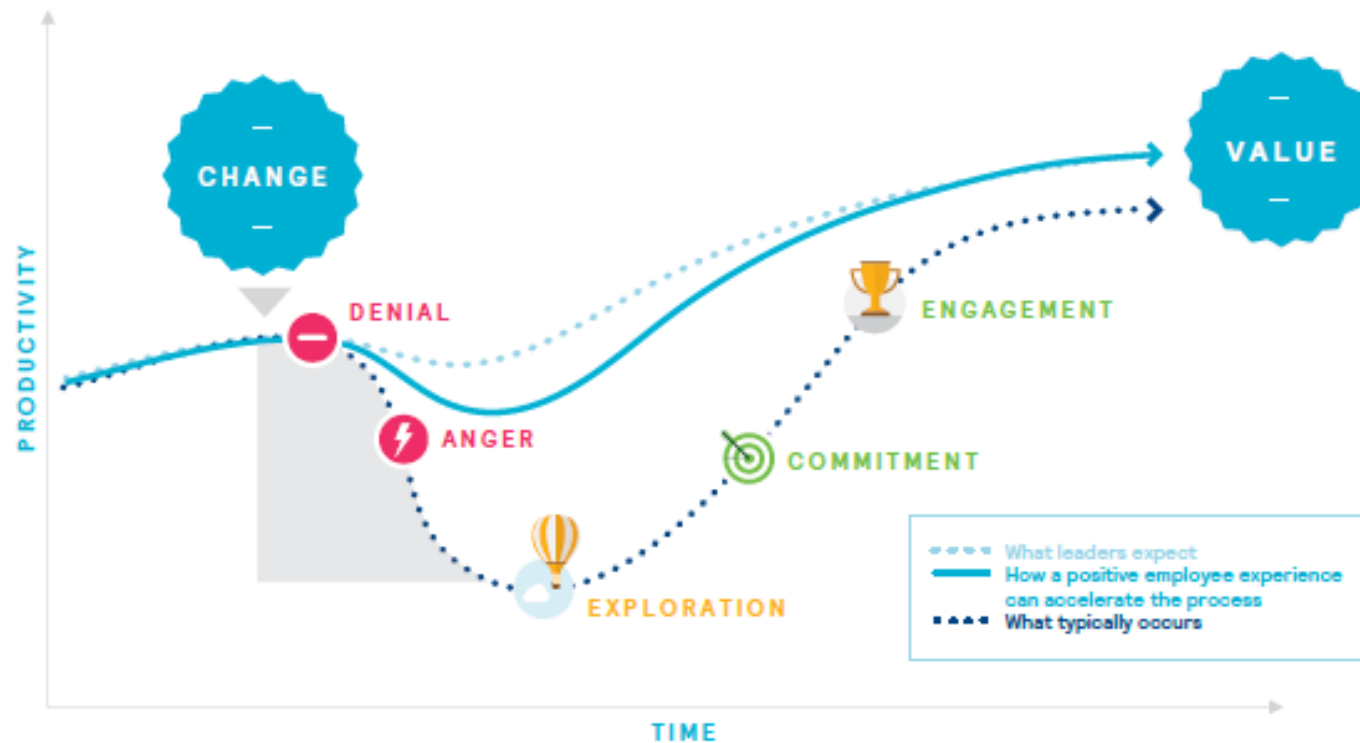 CHANGE
VALUE
PRODUCTIVITY
DENIAL
ENGAGEMENT
ANGER
COMMITMENT
EXPLORATION
What leaders expect
How a positive employee experience
can accelerate the process
What typically occurs
TIME